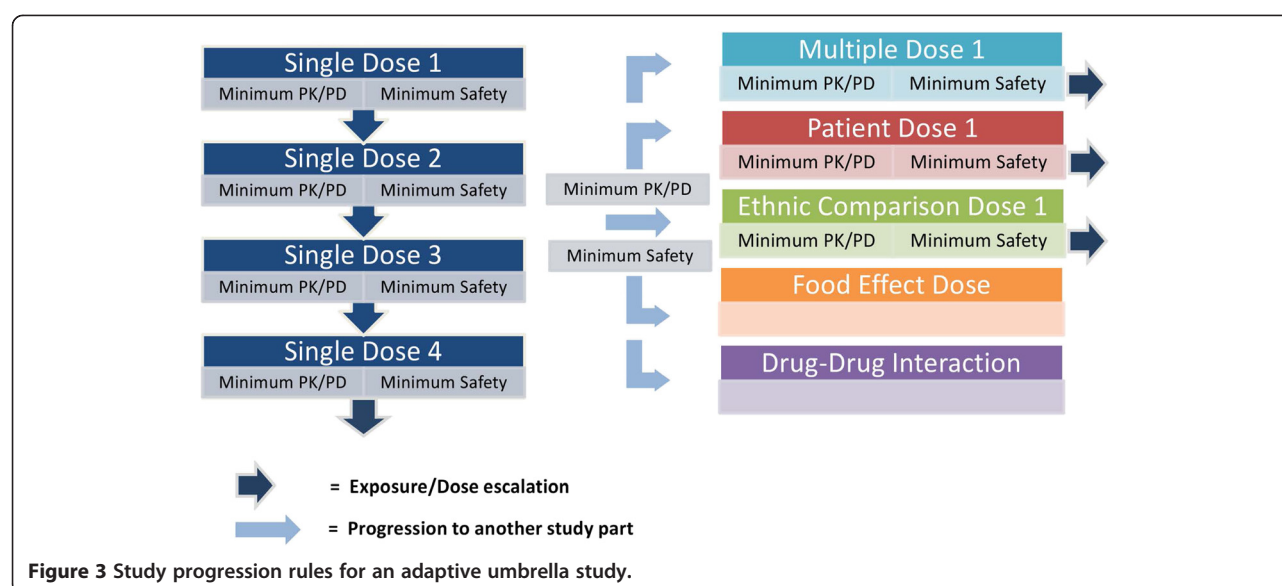 Single Dose 1
Minimum PK/PD Minimum Safety
Single Dose 2
Minimum PK/PD Minimum Safety
Single Dose 3
Minimum PK/PD Minimum Safety
Single Dose 4
Minimum PK/PD Minimum Safety
Minimum PK/PD
Minimum Safety
Multiple Dose 1
Minimum PK/PD Minimum Safety
Patient Dose 1
Minimum PK/PD Minimum Safety
Ethnic Comparison Dose 1
Minimum PK/PD Minimum Safety
Food Effect Dose
Drug-Drug Interaction
= Exposure/Dose escalation
= Progression to another study part
Figure 3 Study progression rules for an adaptive umbrella study.